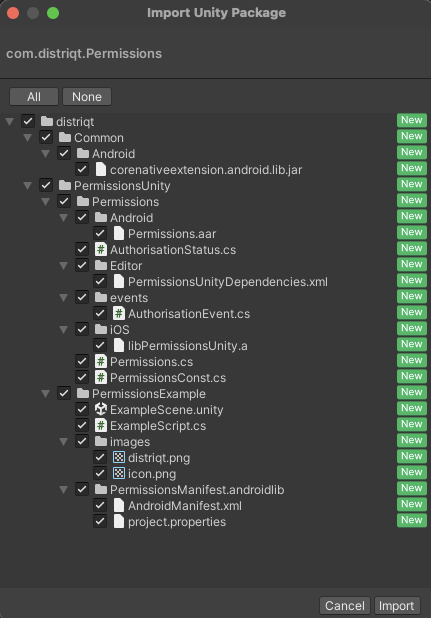 Import Unity Package
com.distriqt.Permissions
All None
distriqt New
Common New
Android New
corenativeextension.android.lib.jar New
PermissionsUnity New
Permissions New
Android New
Permissions.aar New
AuthorisationStatus.cs New
Editor New
PermissionsUnityDependencies.xml New
events New
AuthorisationEvent.cs New
iOS New
libPermissionsUnity.a New
Permissions.cs New
PermissionsConst.cs New
PermissionsExample New
ExampleScene.unity New
ExampleScript.cs New
images New
distriqt.png New
icon.png New
PermissionsManifest.androidlib New
AndroidManifest.xml New
project.properties New
Cancel Import